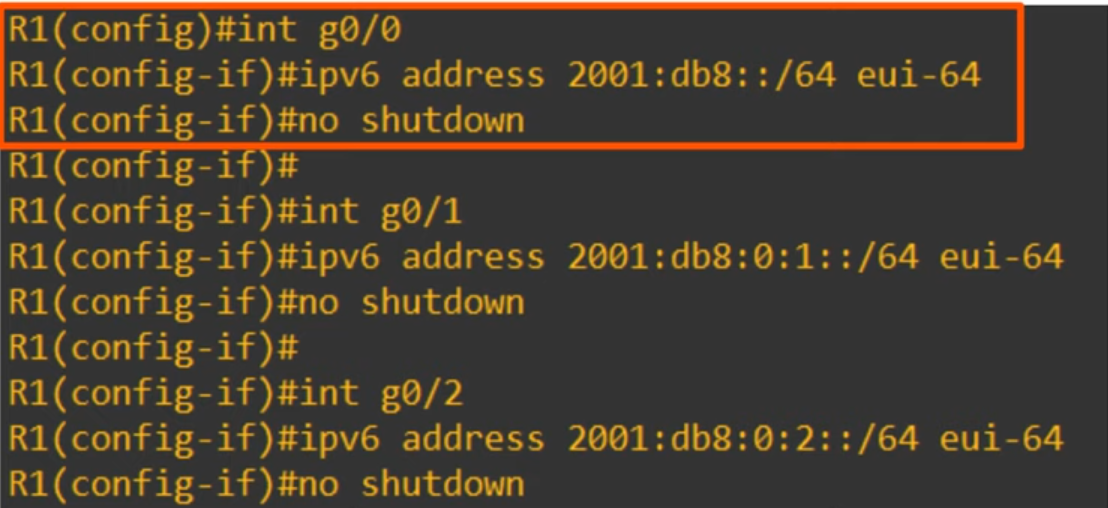 R1(config)#int g0/0
R1(config-if)#ipv6 address 2001:db8::/64 eui-64
R1(config-if)#no shutdown
R1(config-if)#
R1(config-if)#int g0/1
R1(config-if)#ipv6 address 2001:db8:0:1::/64 eui-64
R1(config-if)#no shutdown
R1(config-if)#
R1(config-if)#int g0/2
R1(config-if)#ipv6 address 2001:db8:0:2::/64 eui-64
R1(config-if)#no shutdown